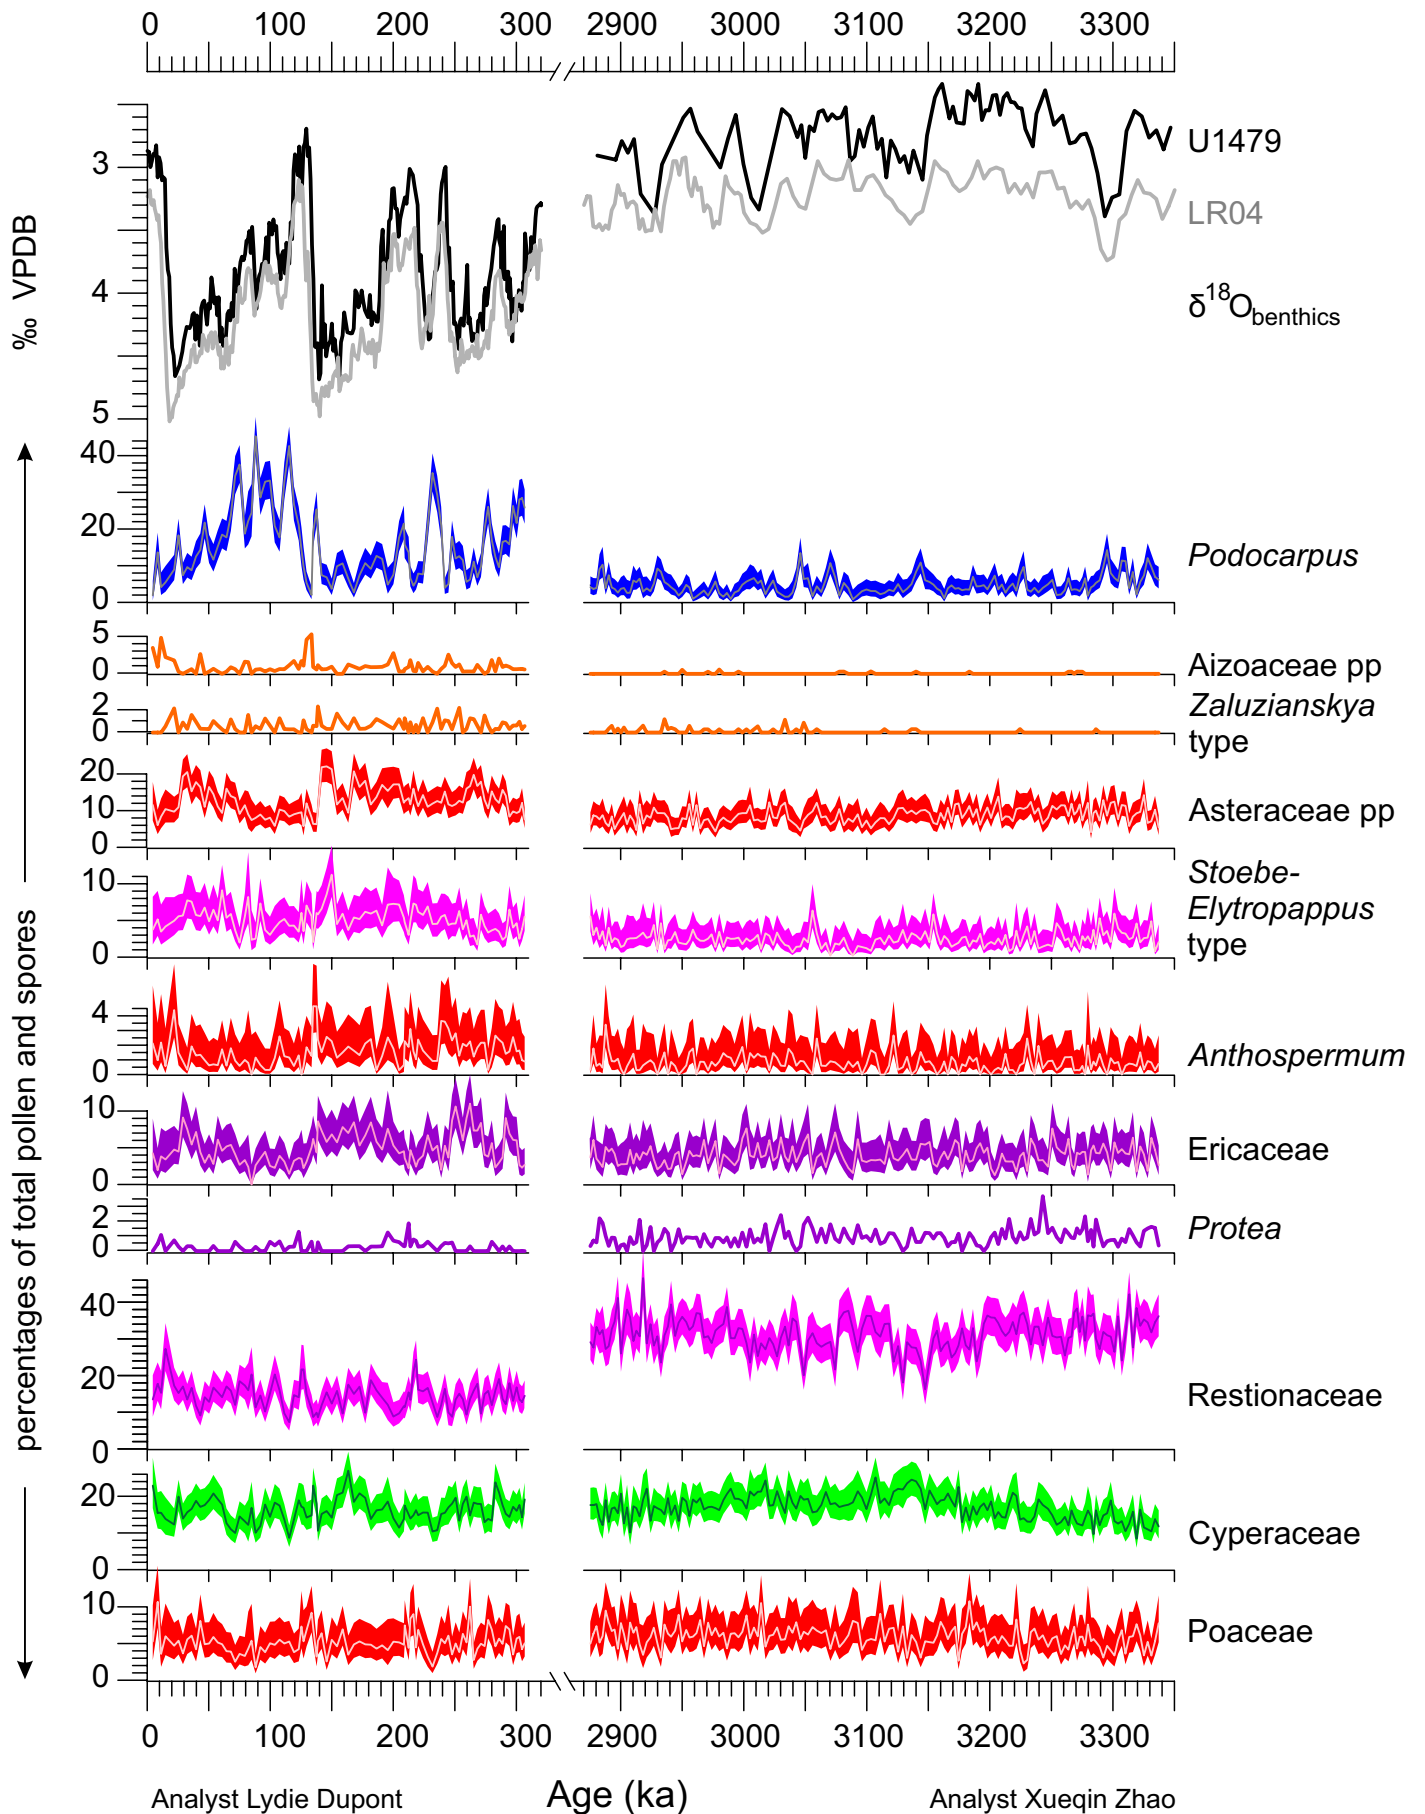 0 100 200 300 2900 3000 3100 3200 3300
U1479
3
LR04
4
δ18Obenthics
‰ VPDB
5
40
20
Podocarpus
0
5
0
Aizoaceae pp
2
0
Zaluzianskya
type
20
10
0
Asteraceae pp
10
0
Stoebe-
Elytropappus
type
4
0
Anthospermum
10
0
Ericaceae
2
0
Protea
40
20
0
Restionaceae
20
0
Cyperaceae
10
0
Poaceae
percentages of total pollen and spores
0 100 200 300 2900 3000 3100 3200 3300
Analyst Lydie Dupont Age (ka) Analyst Xueqin Zhao